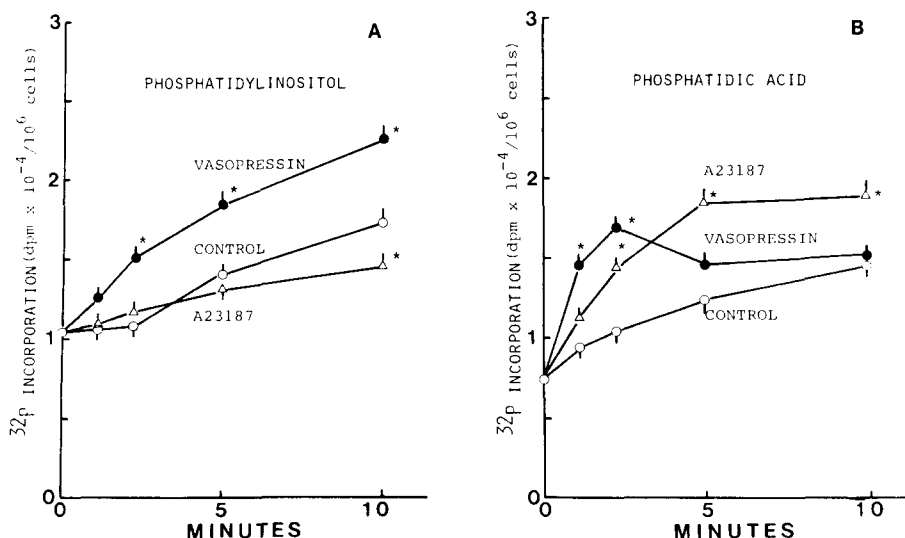 A
PHOSPHATIDYLINOSITOL
VASOPRESSIN
*
*
*
CONTROL
*
A23187
32p INCORPORATION (dpm x 10-4/106 cells)
3
2
1
0
0
5
10
MINUTES
B
PHOSPHATIDIC ACID
A23187
*
*
*
*
*
VASOPRESSIN
CONTROL
32p INCORPORATION (dpm x 10-4/106 cells)
3
2
1
0
0
5
10
MINUTES